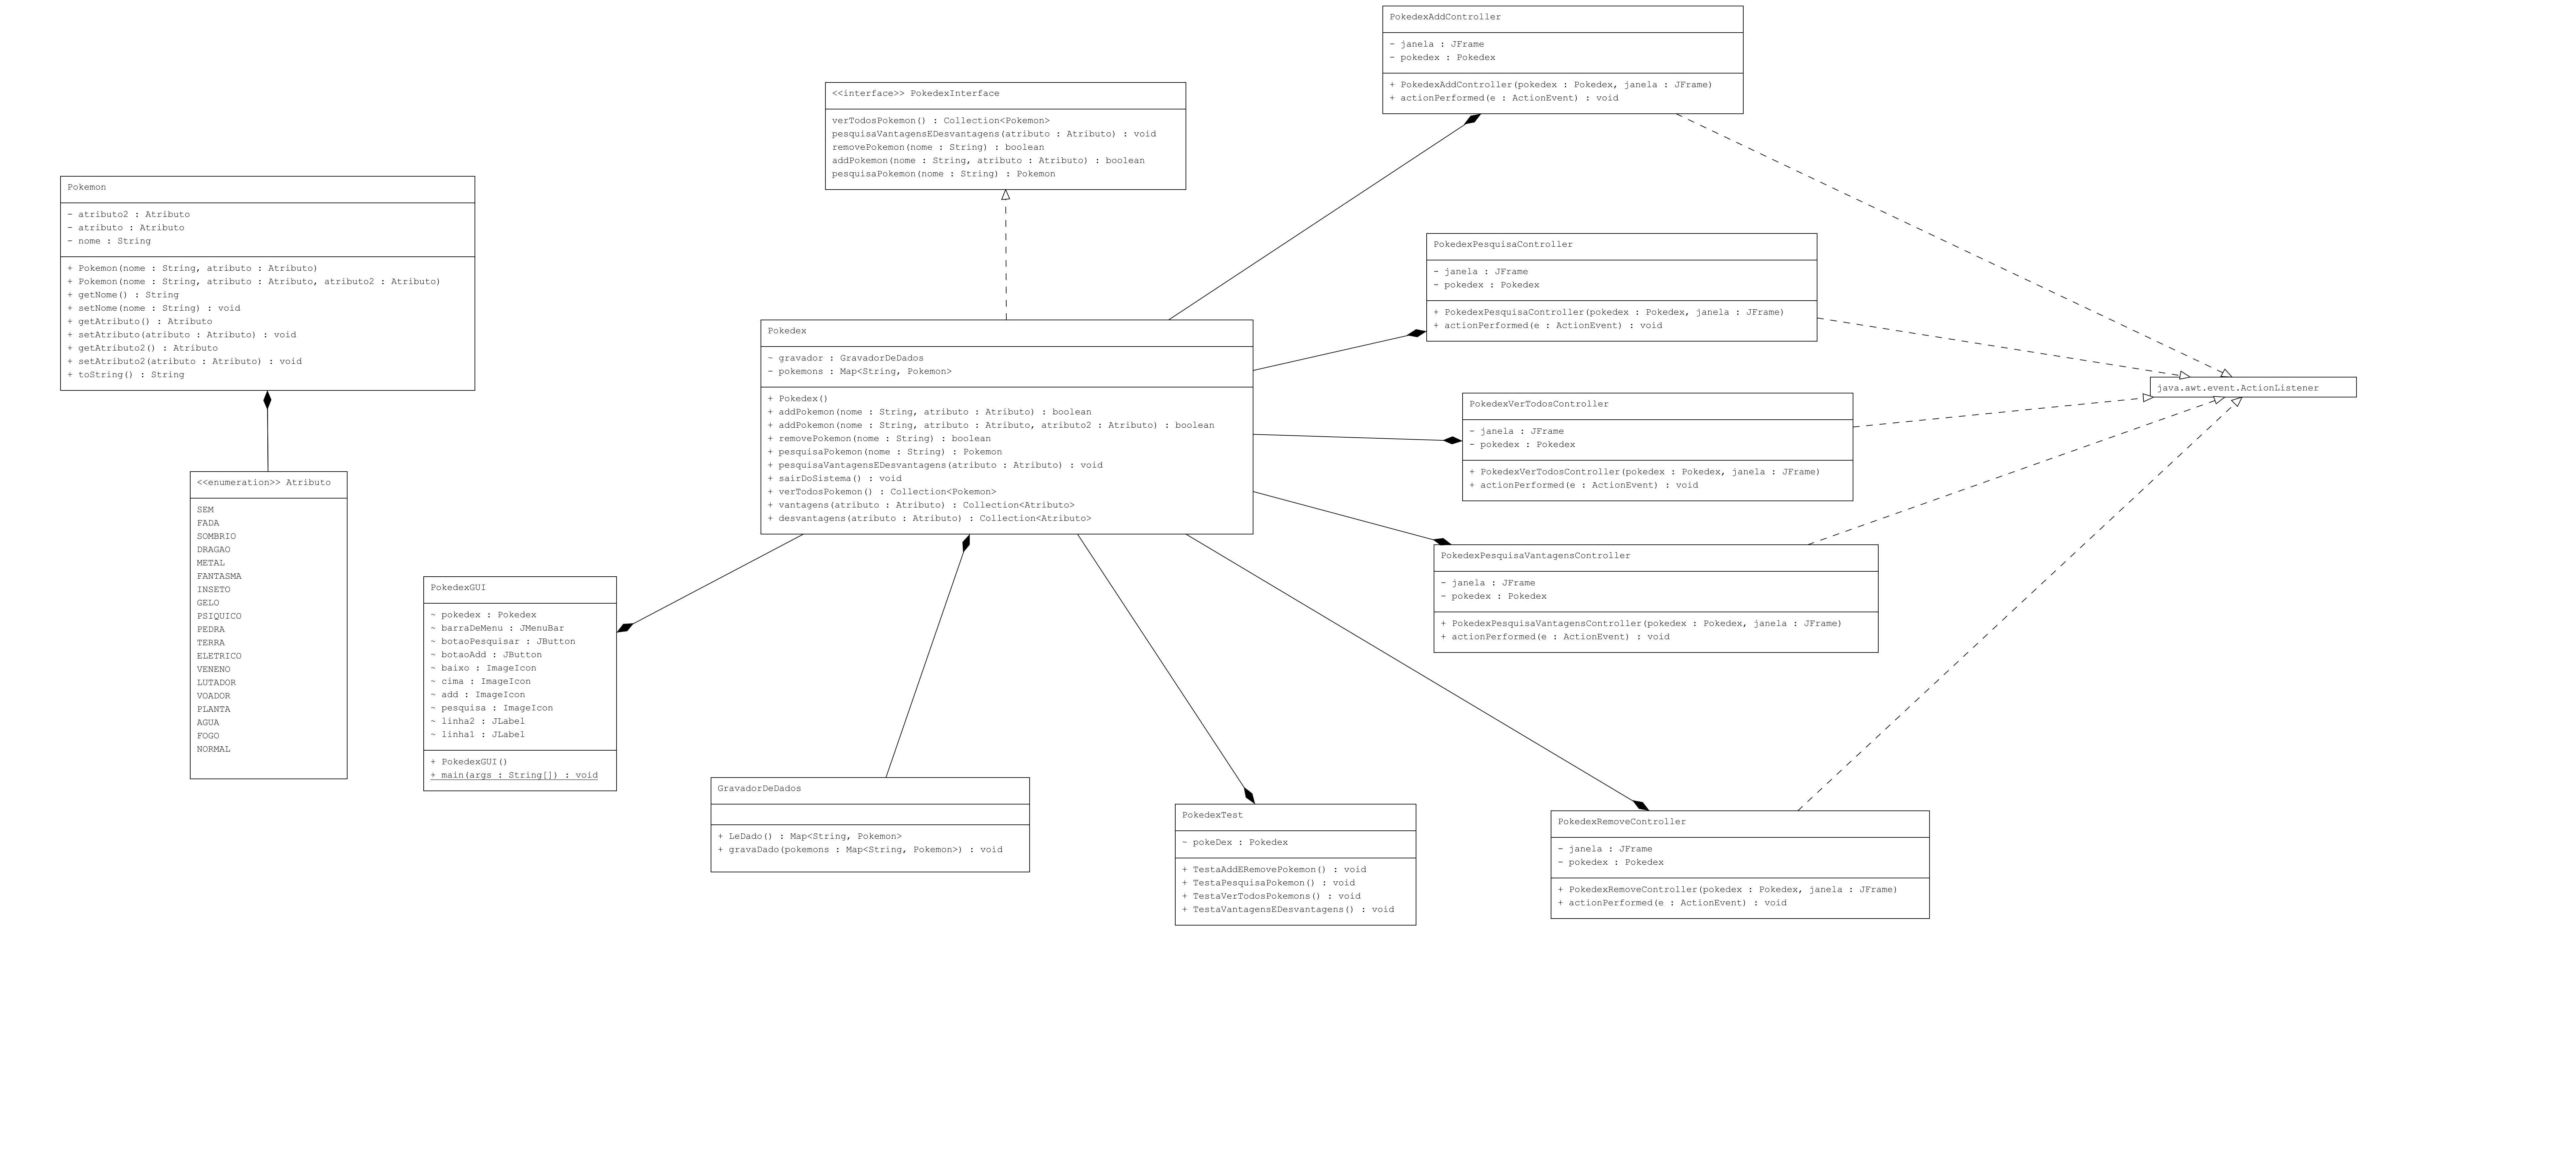 PokedexAddController
- janela : JFrame
- pokedex : Pokedex
+ PokedexAddController(pokedex : Pokedex, janela : JFrame)
+ actionPerformed(e : ActionEvent) : void
<<interface>> PokedexInterface
verTodosPokemon() : Collection<Pokemon>
pesquisaVantagensEDesvantagens(atributo : Atributo) : void
removePokemon(nome : String) : boolean
addPokemon(nome : String, atributo : Atributo) : boolean
pesquisaPokemon(nome : String) : Pokemon
Pokemon
- atributo2 : Atributo
- atributo : Atributo
- nome : String
+ Pokemon(nome : String, atributo : Atributo)
+ Pokemon(nome : String, atributo : Atributo, atributo2 : Atributo)
+ getNome() : String
+ setNome(nome : String) : void
+ getAtributo() : Atributo
+ setAtributo(atributo : Atributo) : void
+ getAtributo2() : Atributo
+ setAtributo2(atributo : Atributo) : void
+ toString() : String
PokedexPesquisaController
- janela : JFrame
- pokedex : Pokedex
+ PokedexPesquisaController(pokedex : Pokedex, janela : JFrame)
+ actionPerformed(e : ActionEvent) : void
Pokedex
~ gravador : GravadorDeDados
- pokemons : Map<String, Pokemon>
+ Pokedex()
+ addPokemon(nome : String, atributo : Atributo) : boolean
+ addPokemon(nome : String, atributo : Atributo, atributo2 : Atributo) : boolean
+ removePokemon(nome : String) : boolean
+ pesquisaPokemon(nome : String) : Pokemon
+ pesquisaVantagensEDesvantagens(atributo : Atributo) : void
+ sairDoSistema() : void
+ verTodosPokemon() : Collection<Pokemon>
+ vantagens(atributo : Atributo) : Collection<Atributo>
+ desvantagens(atributo : Atributo) : Collection<Atributo>
java.awt.event.ActionListener
PokedexVerTodosController
- janela : JFrame
- pokedex : Pokedex
+ PokedexVerTodosController(pokedex : Pokedex, janela : JFrame)
+ actionPerformed(e : ActionEvent) : void
<<enumeration>> Atributo
SEM
FADA
SOMBRIO
DRAGAO
METAL
FANTASMA
INSETO
GELO
PSIQUICO
PEDRA
TERRA
ELETRICO
VENENO
LUTADOR
VOADOR
PLANTA
AGUA
FOGO
NORMAL
PokedexPesquisaVantagensController
- janela : JFrame
- pokedex : Pokedex
+ PokedexPesquisaVantagensController(pokedex : Pokedex, janela : JFrame)
+ actionPerformed(e : ActionEvent) : void
PokedexGUI
~ pokedex : Pokedex
~ barraDeMenu : JMenuBar
~ botaoPesquisar : JButton
~ botaoAdd : JButton
~ baixo : ImageIcon
~ cima : ImageIcon
~ add : ImageIcon
~ pesquisa : ImageIcon
~ linha2 : JLabel
~ linha1 : JLabel
+ PokedexGUI()
+ main(args : String[]) : void
GravadorDeDados
+ LeDado() : Map<String, Pokemon>
+ gravaDado(pokemons : Map<String, Pokemon>) : void
PokedexTest
~ pokeDex : Pokedex
+ TestaAddERemovePokemon() : void
+ TestaPesquisaPokemon() : void
+ TestaVerTodosPokemons() : void
+ TestaVantagensEDesvantagens() : void
PokedexRemoveController
- janela : JFrame
- pokedex : Pokedex
+ PokedexRemoveController(pokedex : Pokedex, janela : JFrame)
+ actionPerformed(e : ActionEvent) : void